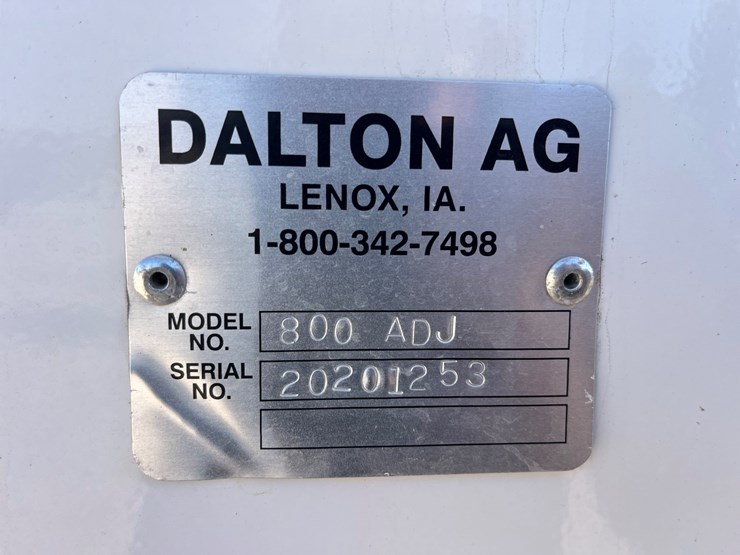 DALTON AG
LENOX, IA.
1-800-342-7498
MODEL NO. 800 ADJ
SERIAL NO. 20201253